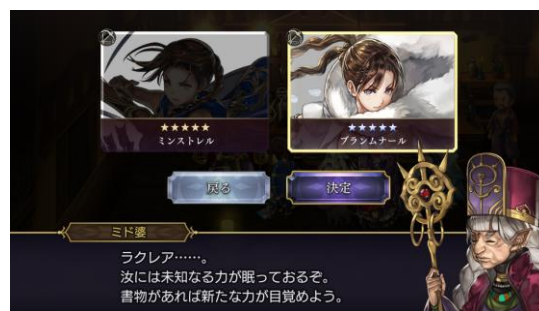 ★★★★★
ミンストレル
★★★★★
ブランムナール
戻る
決定
ミド婆
ラクレア……。
汝には未知なる力が眠っておるぞ。
書物があれば新たな力が目覚めよう。